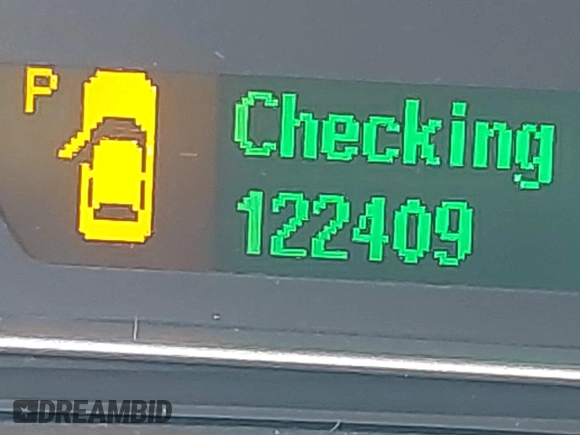 P
Checking
122409
DREAMBID